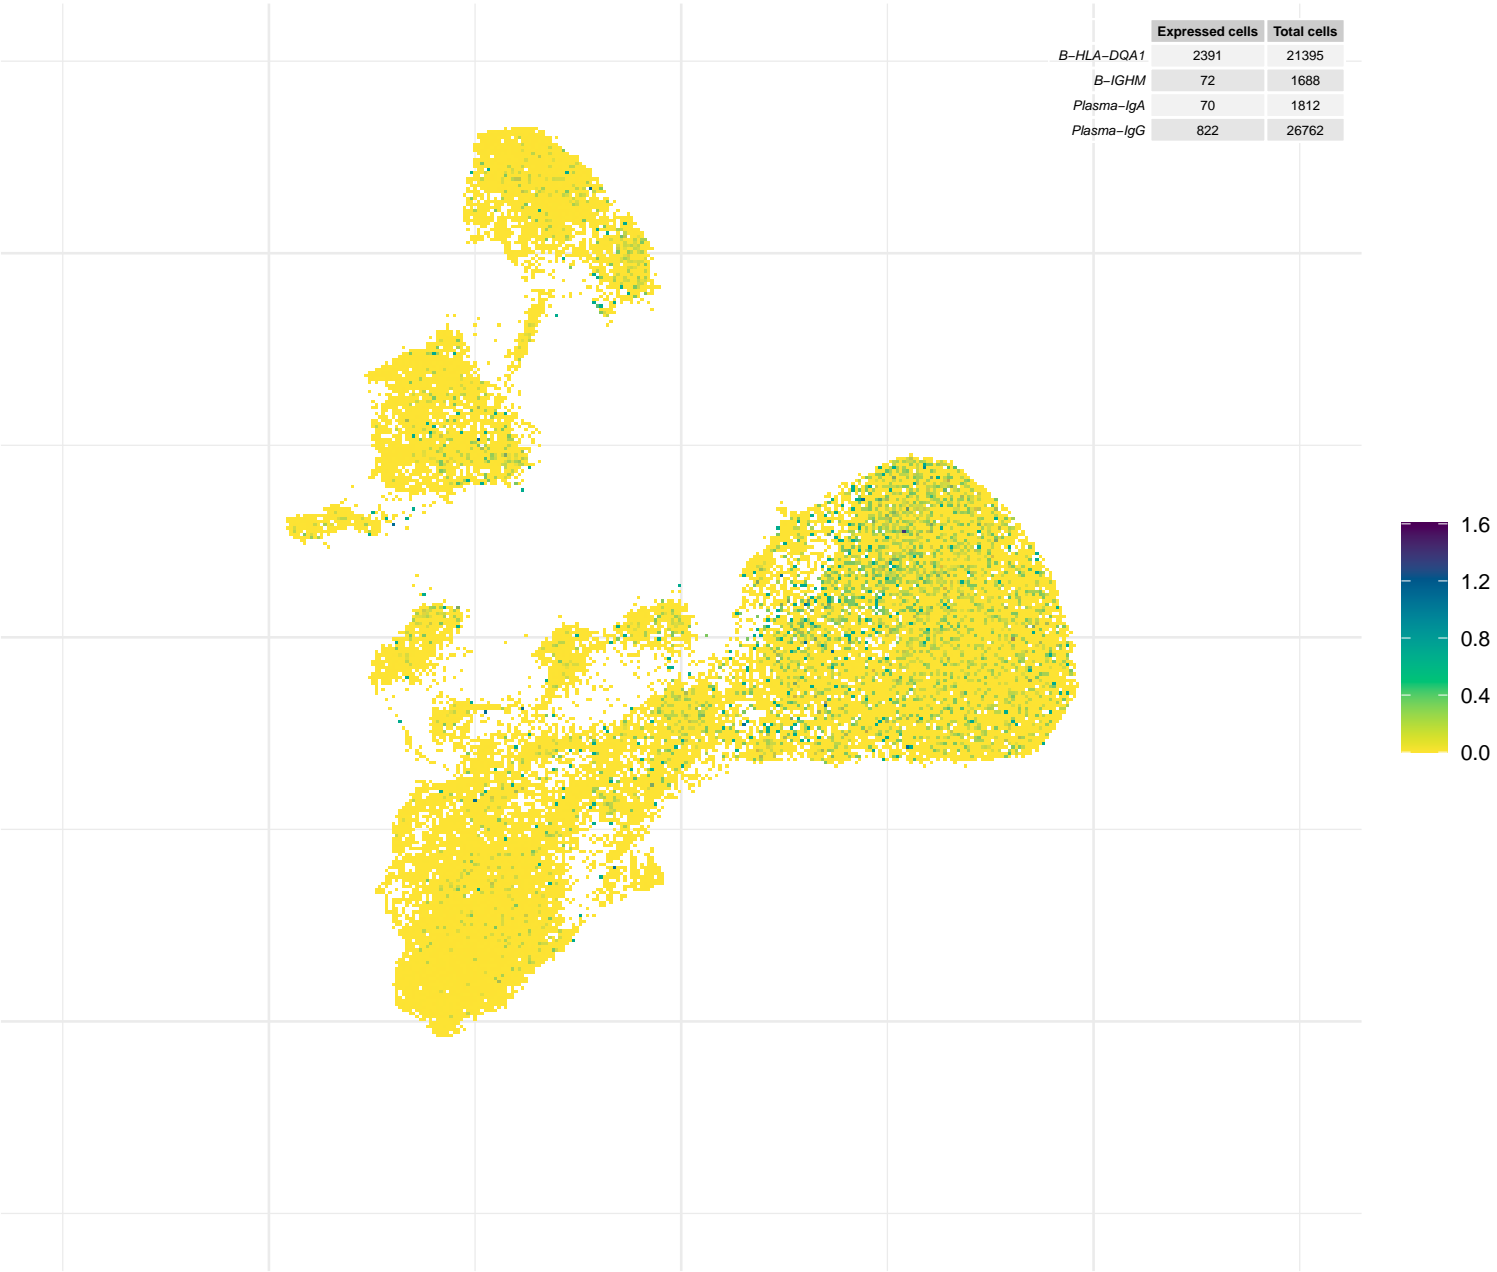 Expressed cells Total cells
B−HLA−DQA1 2391 21395
B−IGHM 72 1688
Plasma−IgA 70 1812
Plasma−IgG 822 26762
1.6
1.2
0.8
0.4
0.0